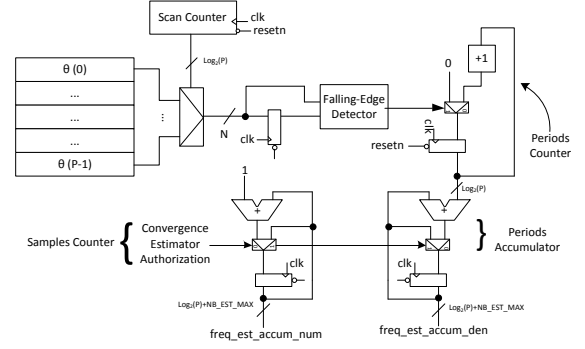 Scan Counter
clk
resetn
Log₂(P)
θ (0)
...
...
...
θ (P-1)
...
N
clk
Falling-Edge
Detector
0
+1
clk
resetn
Periods
Counter
Log₂(P)
1
+
+
Samples Counter {
Convergence
Estimator
Authorization
} Periods
Accumulator
clk
clk
Log₂(P)+NB_EST_MAX
Log₂(P)+NB_EST_MAX
freq_est_accum_num
freq_est_accum_den